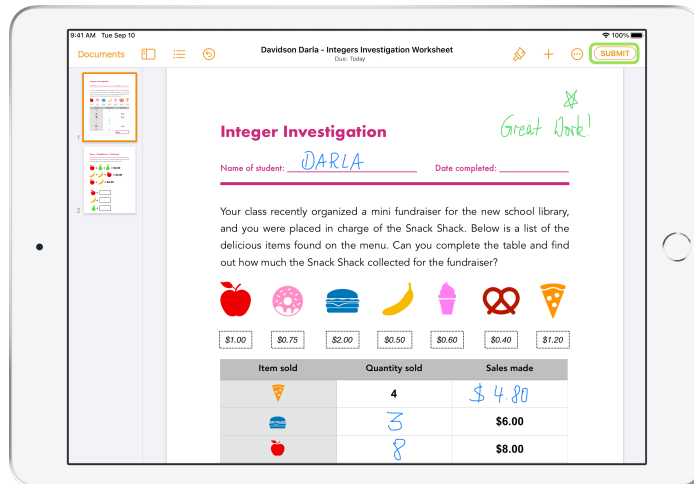 9:41 AM Tue Sep 10
100%
Documents
Davidson Darla - Integers Investigation Worksheet
Due: Today
SUBMIT
1
2
Great Work!
Integer Investigation
Name of student: DARLA
Date completed:
Your class recently organized a mini fundraiser for the new school library,
and you were placed in charge of the Snack Shack. Below is a list of the
delicious items found on the menu. Can you complete the table and find
out how much the Snack Shack collected for the fundraiser?
$1.00 $0.75 $2.00 $0.50 $0.60 $0.40 $1.20
Item sold Quantity sold Sales made
4 $4.80
3 $6.00
8 $8.00